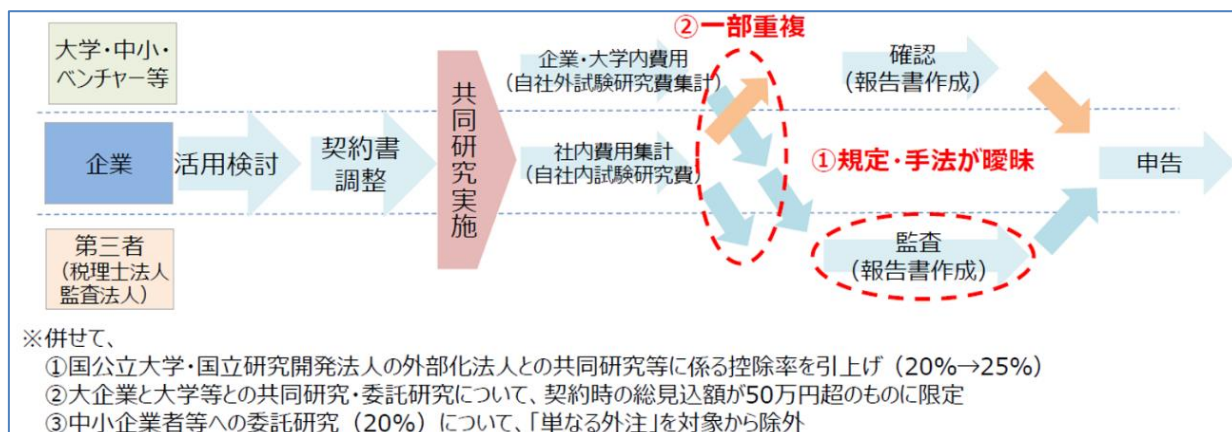 ②一部重複
大学・中小・
ベンチャー等
企業・大学内費用
（自社外試験研究費集計）
確認
（報告書作成）
企業
活用検討
契約書
調整
共同研究実施
社内費用集計
（自社内試験研究費）
①規定・手法が曖昧
申告
第三者
（税理士法人
監査法人）
監査
（報告書作成）
※併せて、
①国公立大学・国立研究開発法人の外部化法人との共同研究等に係る控除率を引上げ（20%→25%）
②大企業と大学等との共同研究・委託研究について、契約時の総見込額が50万円超のものに限定
③中小企業者等への委託研究（20%）について、「単なる外注」を対象から除外